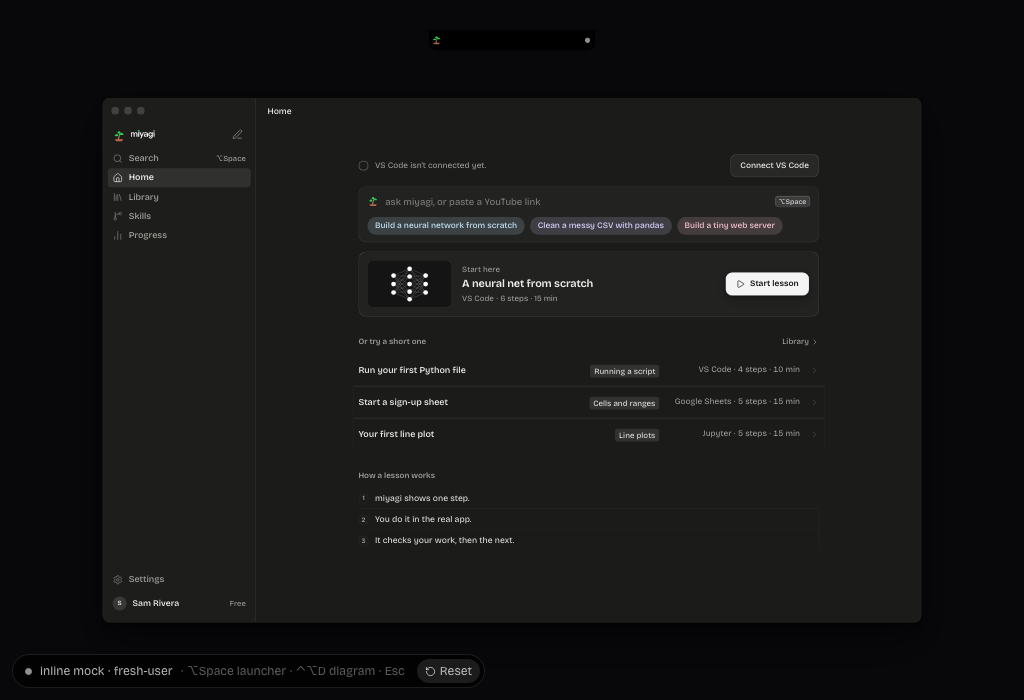 miyagi
Search ⌥Space
Home
Library
Skills
Progress
Settings
S Sam Rivera Free
Home
VS Code isn't connected yet. Connect VS Code
ask miyagi, or paste a YouTube link ⌥Space
Build a neural network from scratch Clean a messy CSV with pandas Build a tiny web server
Start here
A neural net from scratch
VS Code · 6 steps · 15 min
Start lesson
Or try a short one Library
Run your first Python file Running a script VS Code · 4 steps · 10 min
Start a sign-up sheet Cells and ranges Google Sheets · 5 steps · 15 min
Your first line plot Line plots Jupyter · 5 steps · 15 min
How a lesson works
1 miyagi shows one step.
2 You do it in the real app.
3 It checks your work, then the next.
inline mock · fresh-user · ⌥Space launcher · ^⌥D diagram · Esc Reset